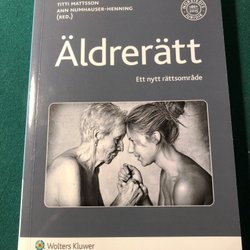 TITTI MATTSSON
ANN NUMHAUSER-HENNING
(RED.)
Äldrerätt
Ett nytt rättsområde
Wolters Kluwer